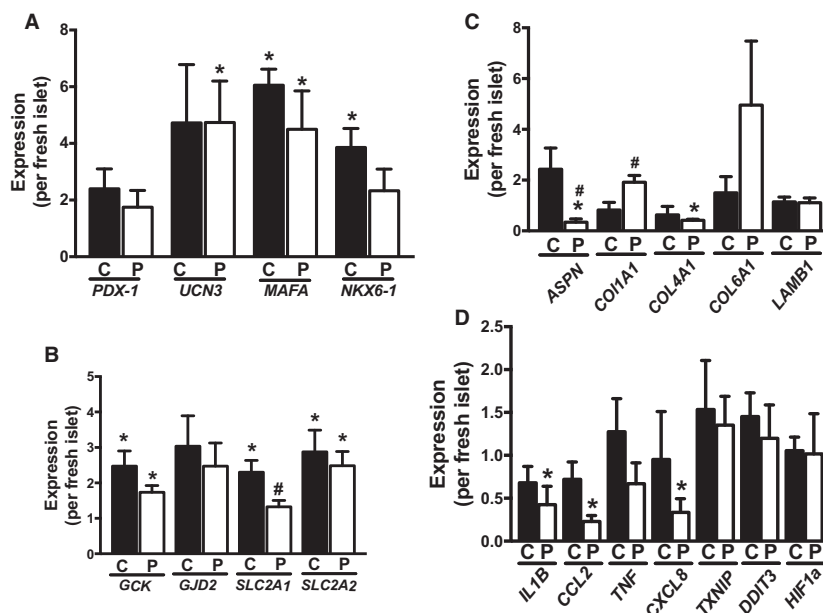 A
Expression
(per fresh islet)
8
6
4
2
0
* * * *
C P C P C P C P
PDX-1 UCN3 MAFA NKX6-1
B
Expression
(per fresh islet)
5
4
3
2
1
0
* * * # * *
C P C P C P C P
GCK GJD2 SLC2A1 SLC2A2
C
Expression
(per fresh islet)
8
6
4
2
0
# * # *
C P C P C P C P C P
ASPN COl1A1 COL4A1 COL6A1 LAMB1
D
Expression
(per fresh islet)
2.5
2.0
1.5
1.0
0.5
0.0
* * *
C P C P C P C P C P C P C P
IL1B CCL2 TNF CXCL8 TXNIP DDIT3 HIF1a